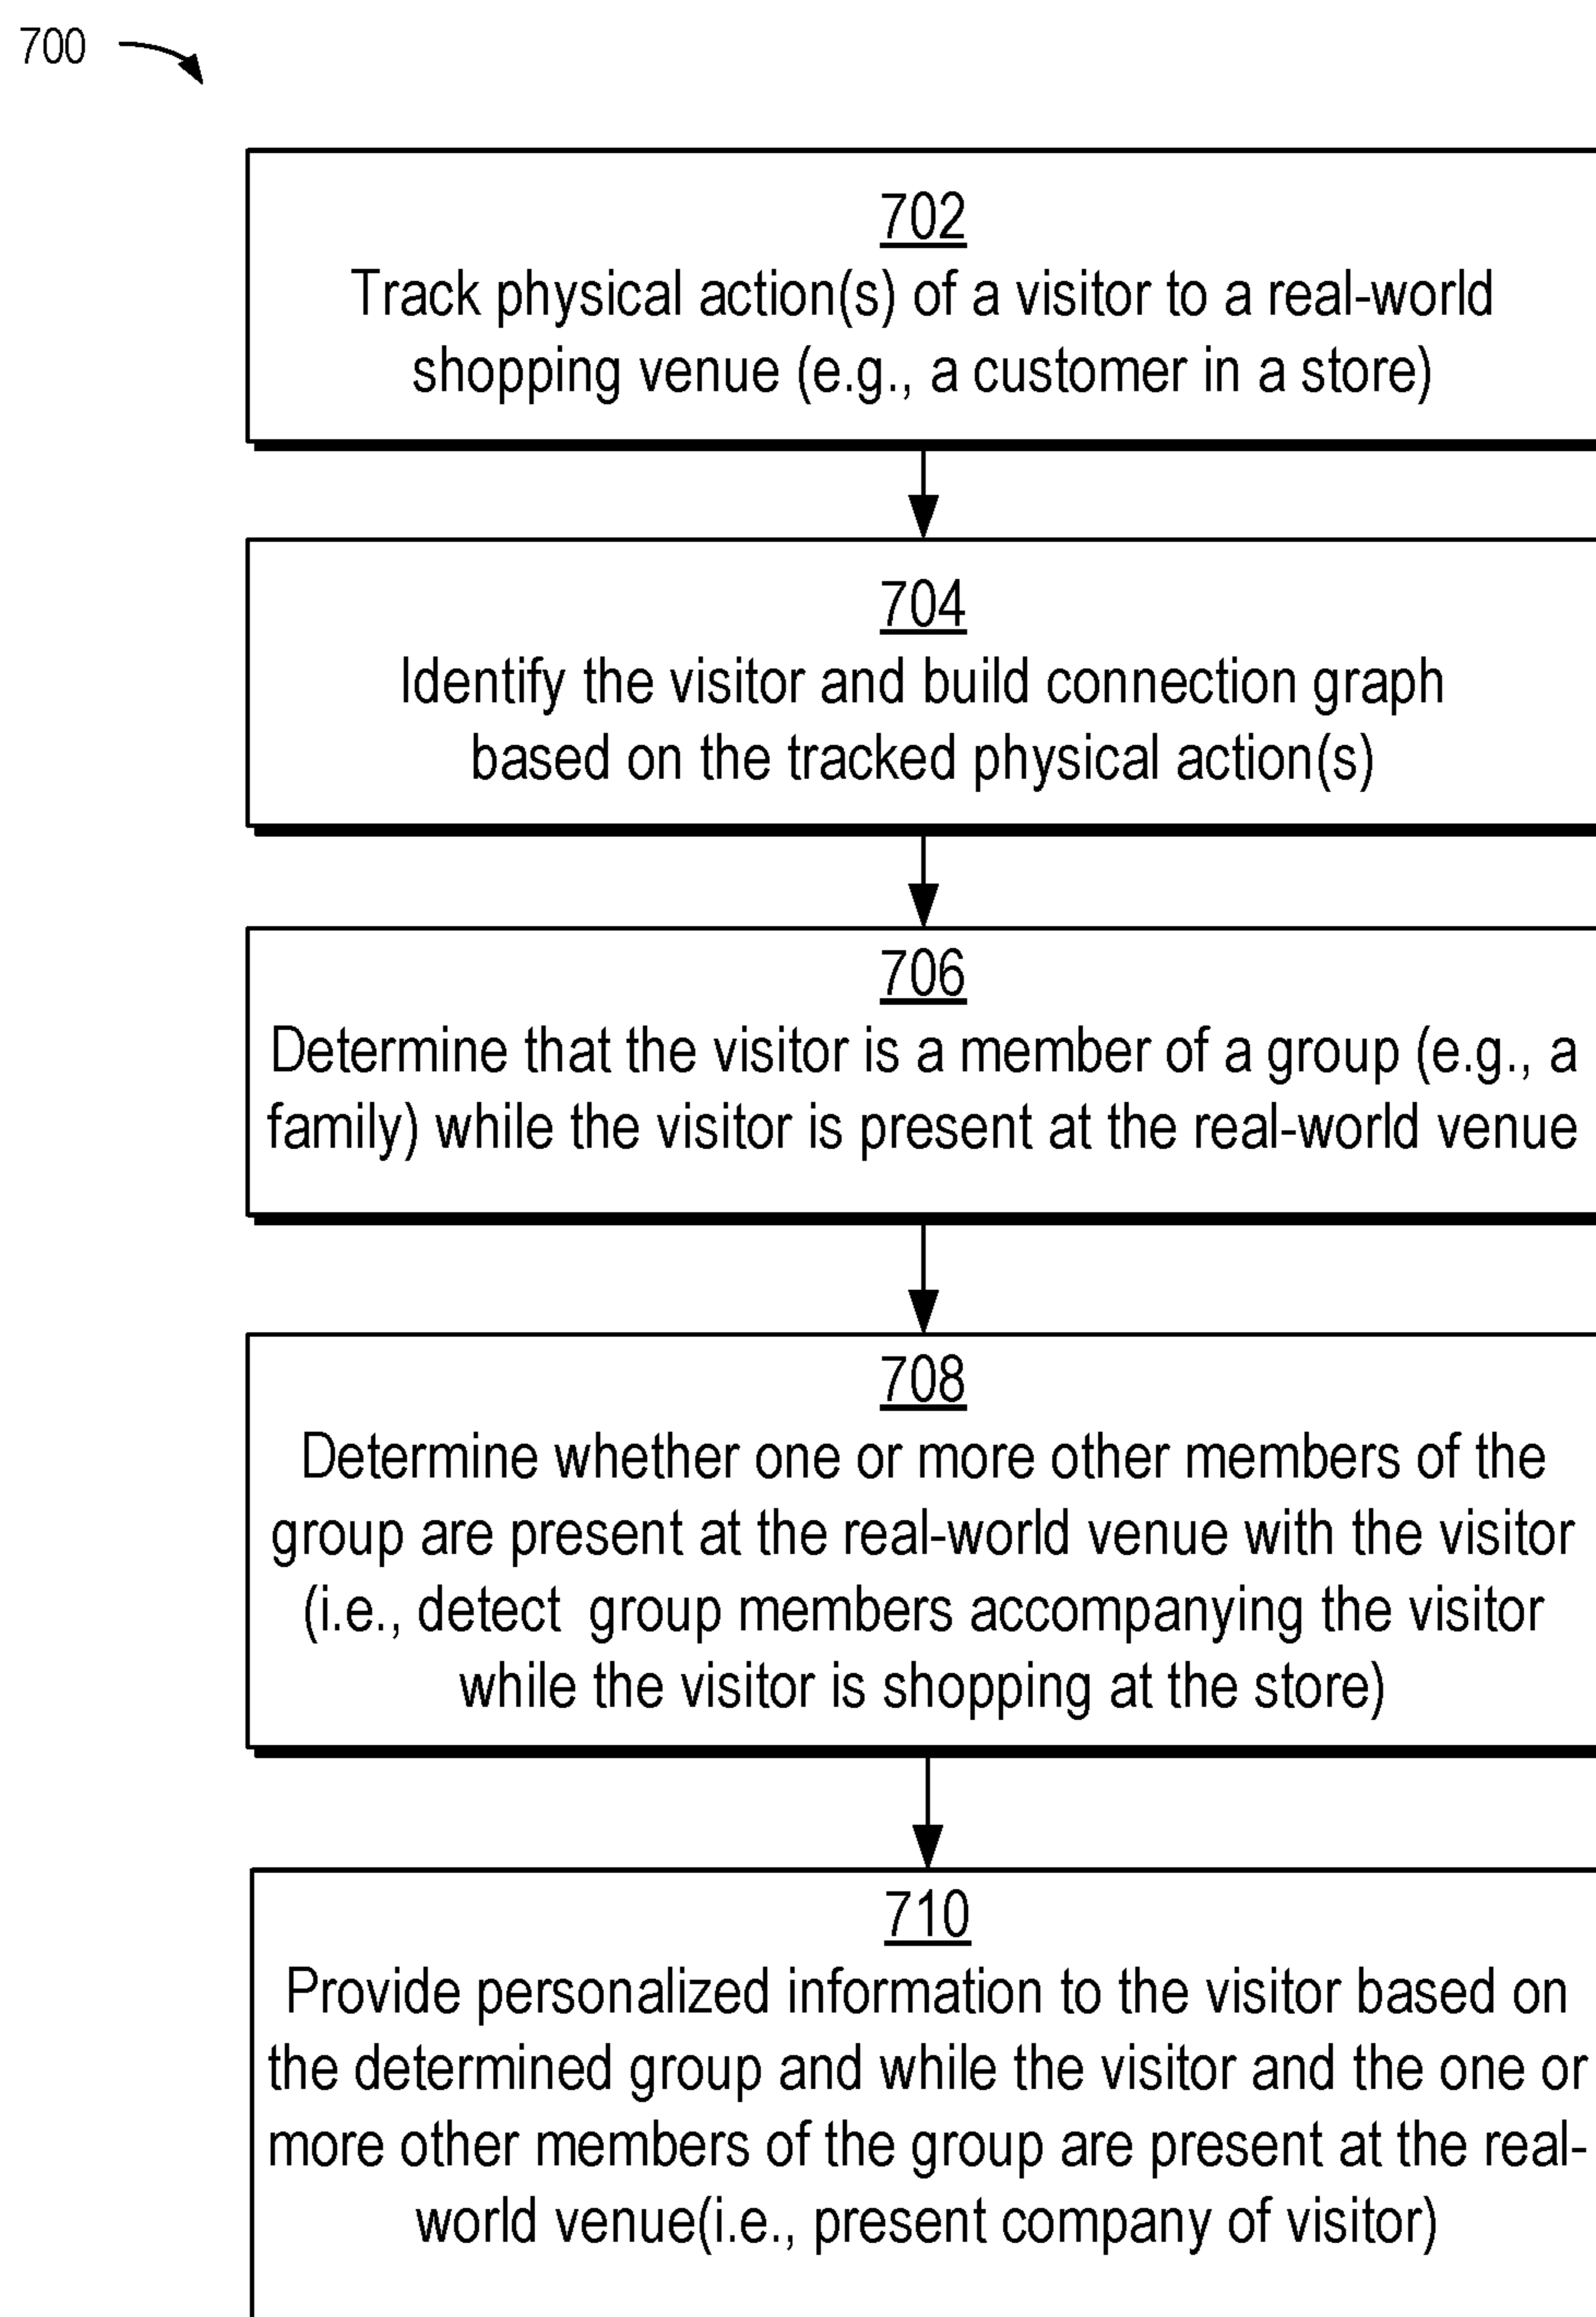 700
702
Track physical action(s) of a visitor to a real-world
shopping venue (e.g., a customer in a store)
704
Identify the visitor and build connection graph
based on the tracked physical action(s)
706
Determine that the visitor is a member of a group (e.g., a
family) while the visitor is present at the real-world venue
708
Determine whether one or more other members of the
group are present at the real-world venue with the visitor
(i.e., detect  group members accompanying the visitor
while the visitor is shopping at the store)
710
Provide personalized information to the visitor based on
the determined group and while the visitor and the one or
more other members of the group are present at the real-
world venue(i.e., present company of visitor)